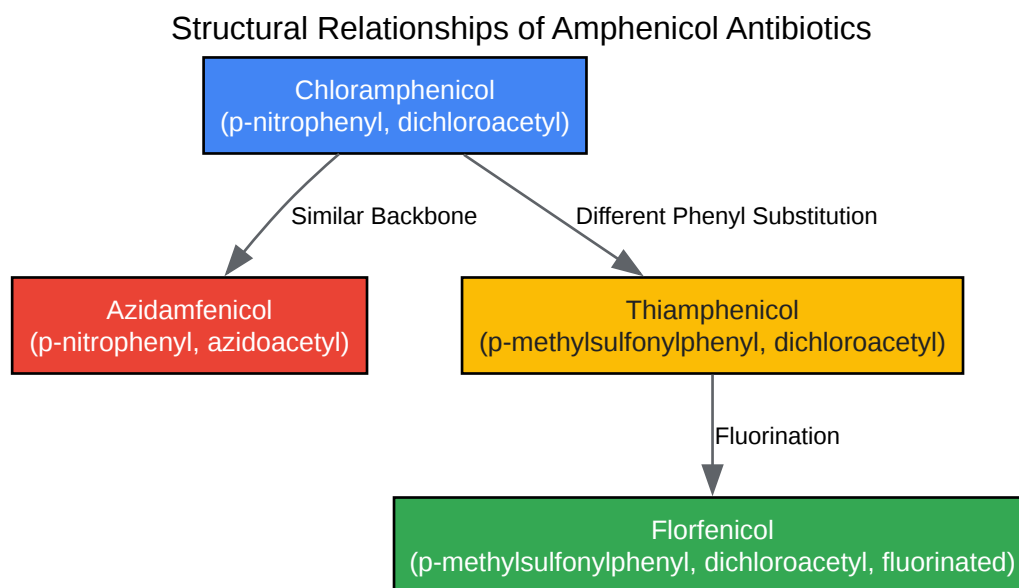 Structural Relationships of Amphenicol Antibiotics
Chloramphenicol
(p-nitrophenyl, dichloroacetyl)
Similar Backbone
Different Phenyl Substitution
Azidamfenicol
(p-nitrophenyl, azidoacetyl)
Thiamphenicol
(p-methylsulfonylphenyl, dichloroacetyl)
Fluorination
Florfenicol
(p-methylsulfonylphenyl, dichloroacetyl, fluorinated)